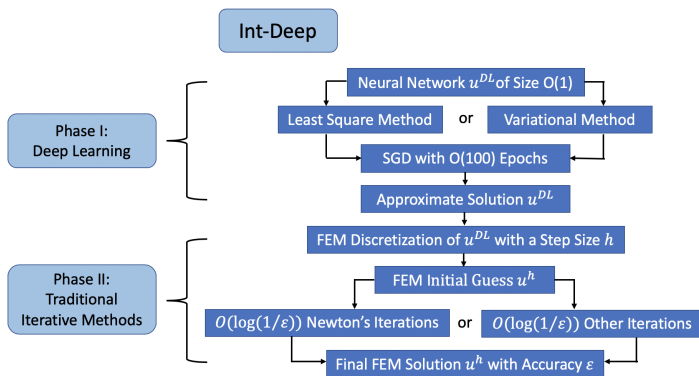 Int-Deep
Neural Network u^{DL} of Size O(1)
Phase I:
Deep Learning
Least Square Method
or
Variational Method
SGD with O(100) Epochs
Approximate Solution u^{DL}
FEM Discretization of u^{DL} with a Step Size h
Phase II:
Traditional
Iterative Methods
FEM Initial Guess u^h
O(log(1/ε)) Newton's Iterations
or
O(log(1/ε)) Other Iterations
Final FEM Solution u^h with Accuracy ε